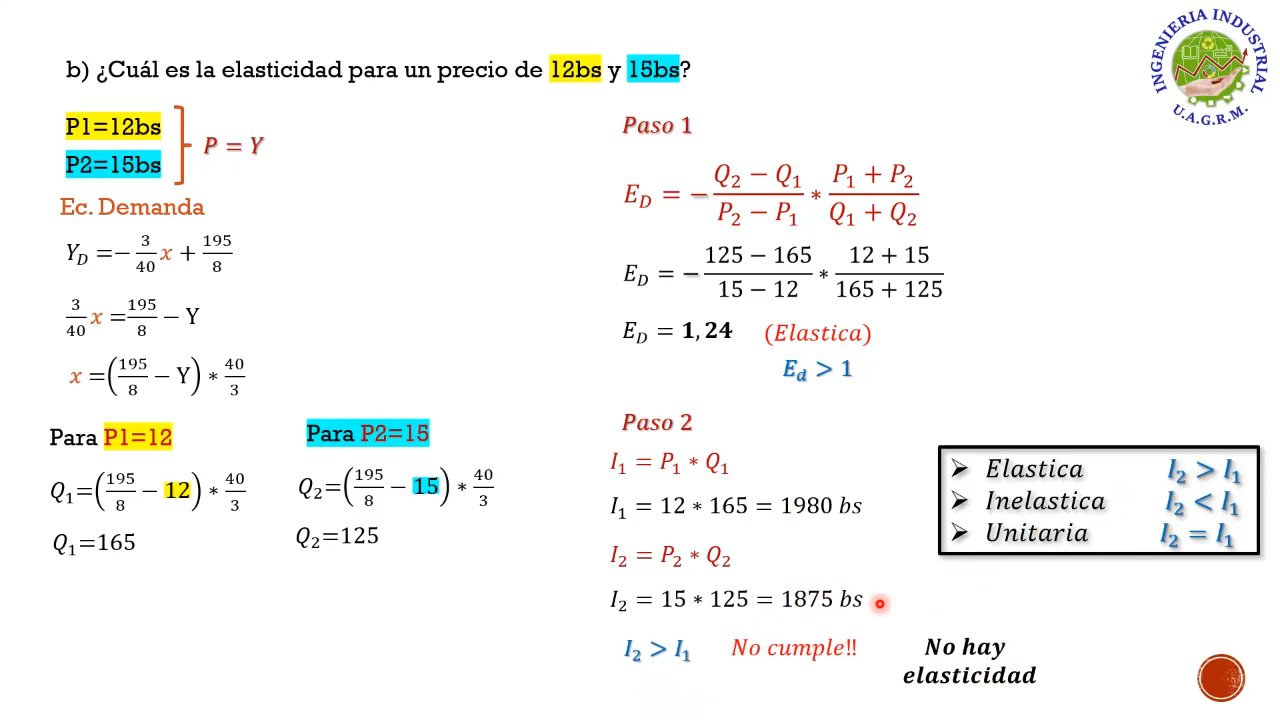 b) ¿Cuál es la elasticidad para un precio de 12bs y 15bs?
INGENIERIA INDUSTRIAL
U.A.G.R.M.
P1=12bs
P2=15bs
P = Y
Ec. Demanda
Y_D =− 3/40 x + 195/8
3/40 x = 195/8 − Y
x = (195/8 − Y) * 40/3
Para P1=12
Q₁=(195/8 − 12) * 40/3
Q₁=165
Para P2=15
Q₂=(195/8 − 15) * 40/3
Q₂=125
Paso 1
E_D = − (Q₂ − Q₁)/(P₂ − P₁) * (P₁ + P₂)/(Q₁ + Q₂)
E_D = − (125 − 165)/(15 − 12) * (12 + 15)/(165 + 125)
E_D = 1,24 (Elastica)
E_d > 1
Paso 2
I₁ = P₁ * Q₁
I₁ = 12 * 165 = 1980 bs
I₂ = P₂ * Q₂
I₂ = 15 * 125 = 1875 bs
I₂ > I₁ No cumple!!
No hay
elasticidad
➢ Elastica I₂ > I₁
➢ Inelastica I₂ < I₁
➢ Unitaria I₂ = I₁